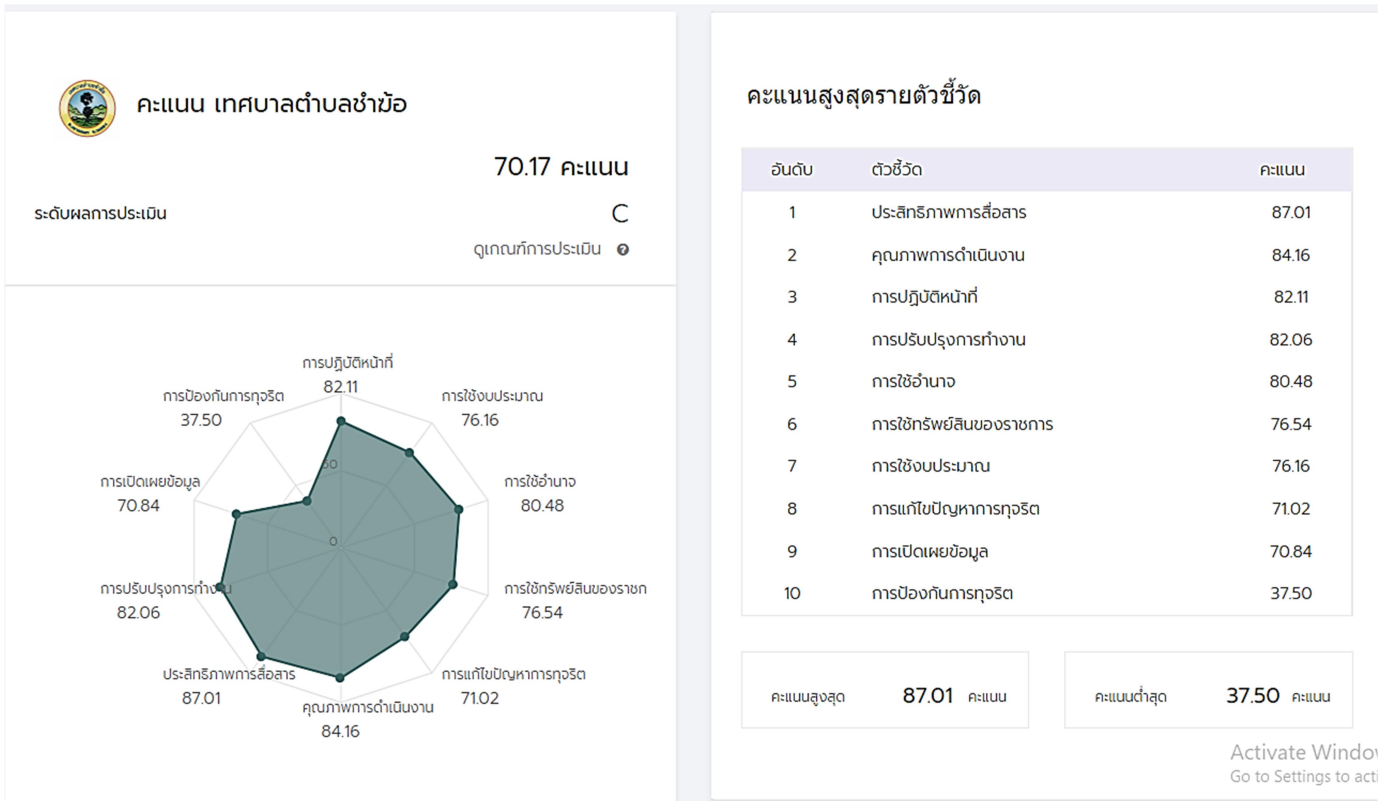 คะแนน เทศบาลตำบลชำฆ้อ
70.17 คะแนน
ระดับผลการประเมิน C
ดูเกณฑ์การประเมิน ?
การปฏิบัติหน้าที่
82.11
การป้องกันการทุจริต
37.50
การใช้งบประมาณ
76.16
การเปิดเผยข้อมูล
70.84
การใช้อำนาจ
80.48
50
0
การปรับปรุงการทำงาน
82.06
การใช้ทรัพย์สินของราชก
76.54
ประสิทธิภาพการสื่อสาร
87.01
การแก้ไขปัญหาการทุจริต
71.02
คุณภาพการดำเนินงาน
84.16
คะแนนสูงสุดรายตัวชี้วัด
อันดับ ตัวชี้วัด คะแนน
1 ประสิทธิภาพการสื่อสาร 87.01
2 คุณภาพการดำเนินงาน 84.16
3 การปฏิบัติหน้าที่ 82.11
4 การปรับปรุงการทำงาน 82.06
5 การใช้อำนาจ 80.48
6 การใช้ทรัพย์สินของราชการ 76.54
7 การใช้งบประมาณ 76.16
8 การแก้ไขปัญหาการทุจริต 71.02
9 การเปิดเผยข้อมูล 70.84
10 การป้องกันการทุจริต 37.50
คะแนนสูงสุด 87.01 คะแนน
คะแนนต่ำสุด 37.50 คะแนน
Activate Window
Go to Settings to acti